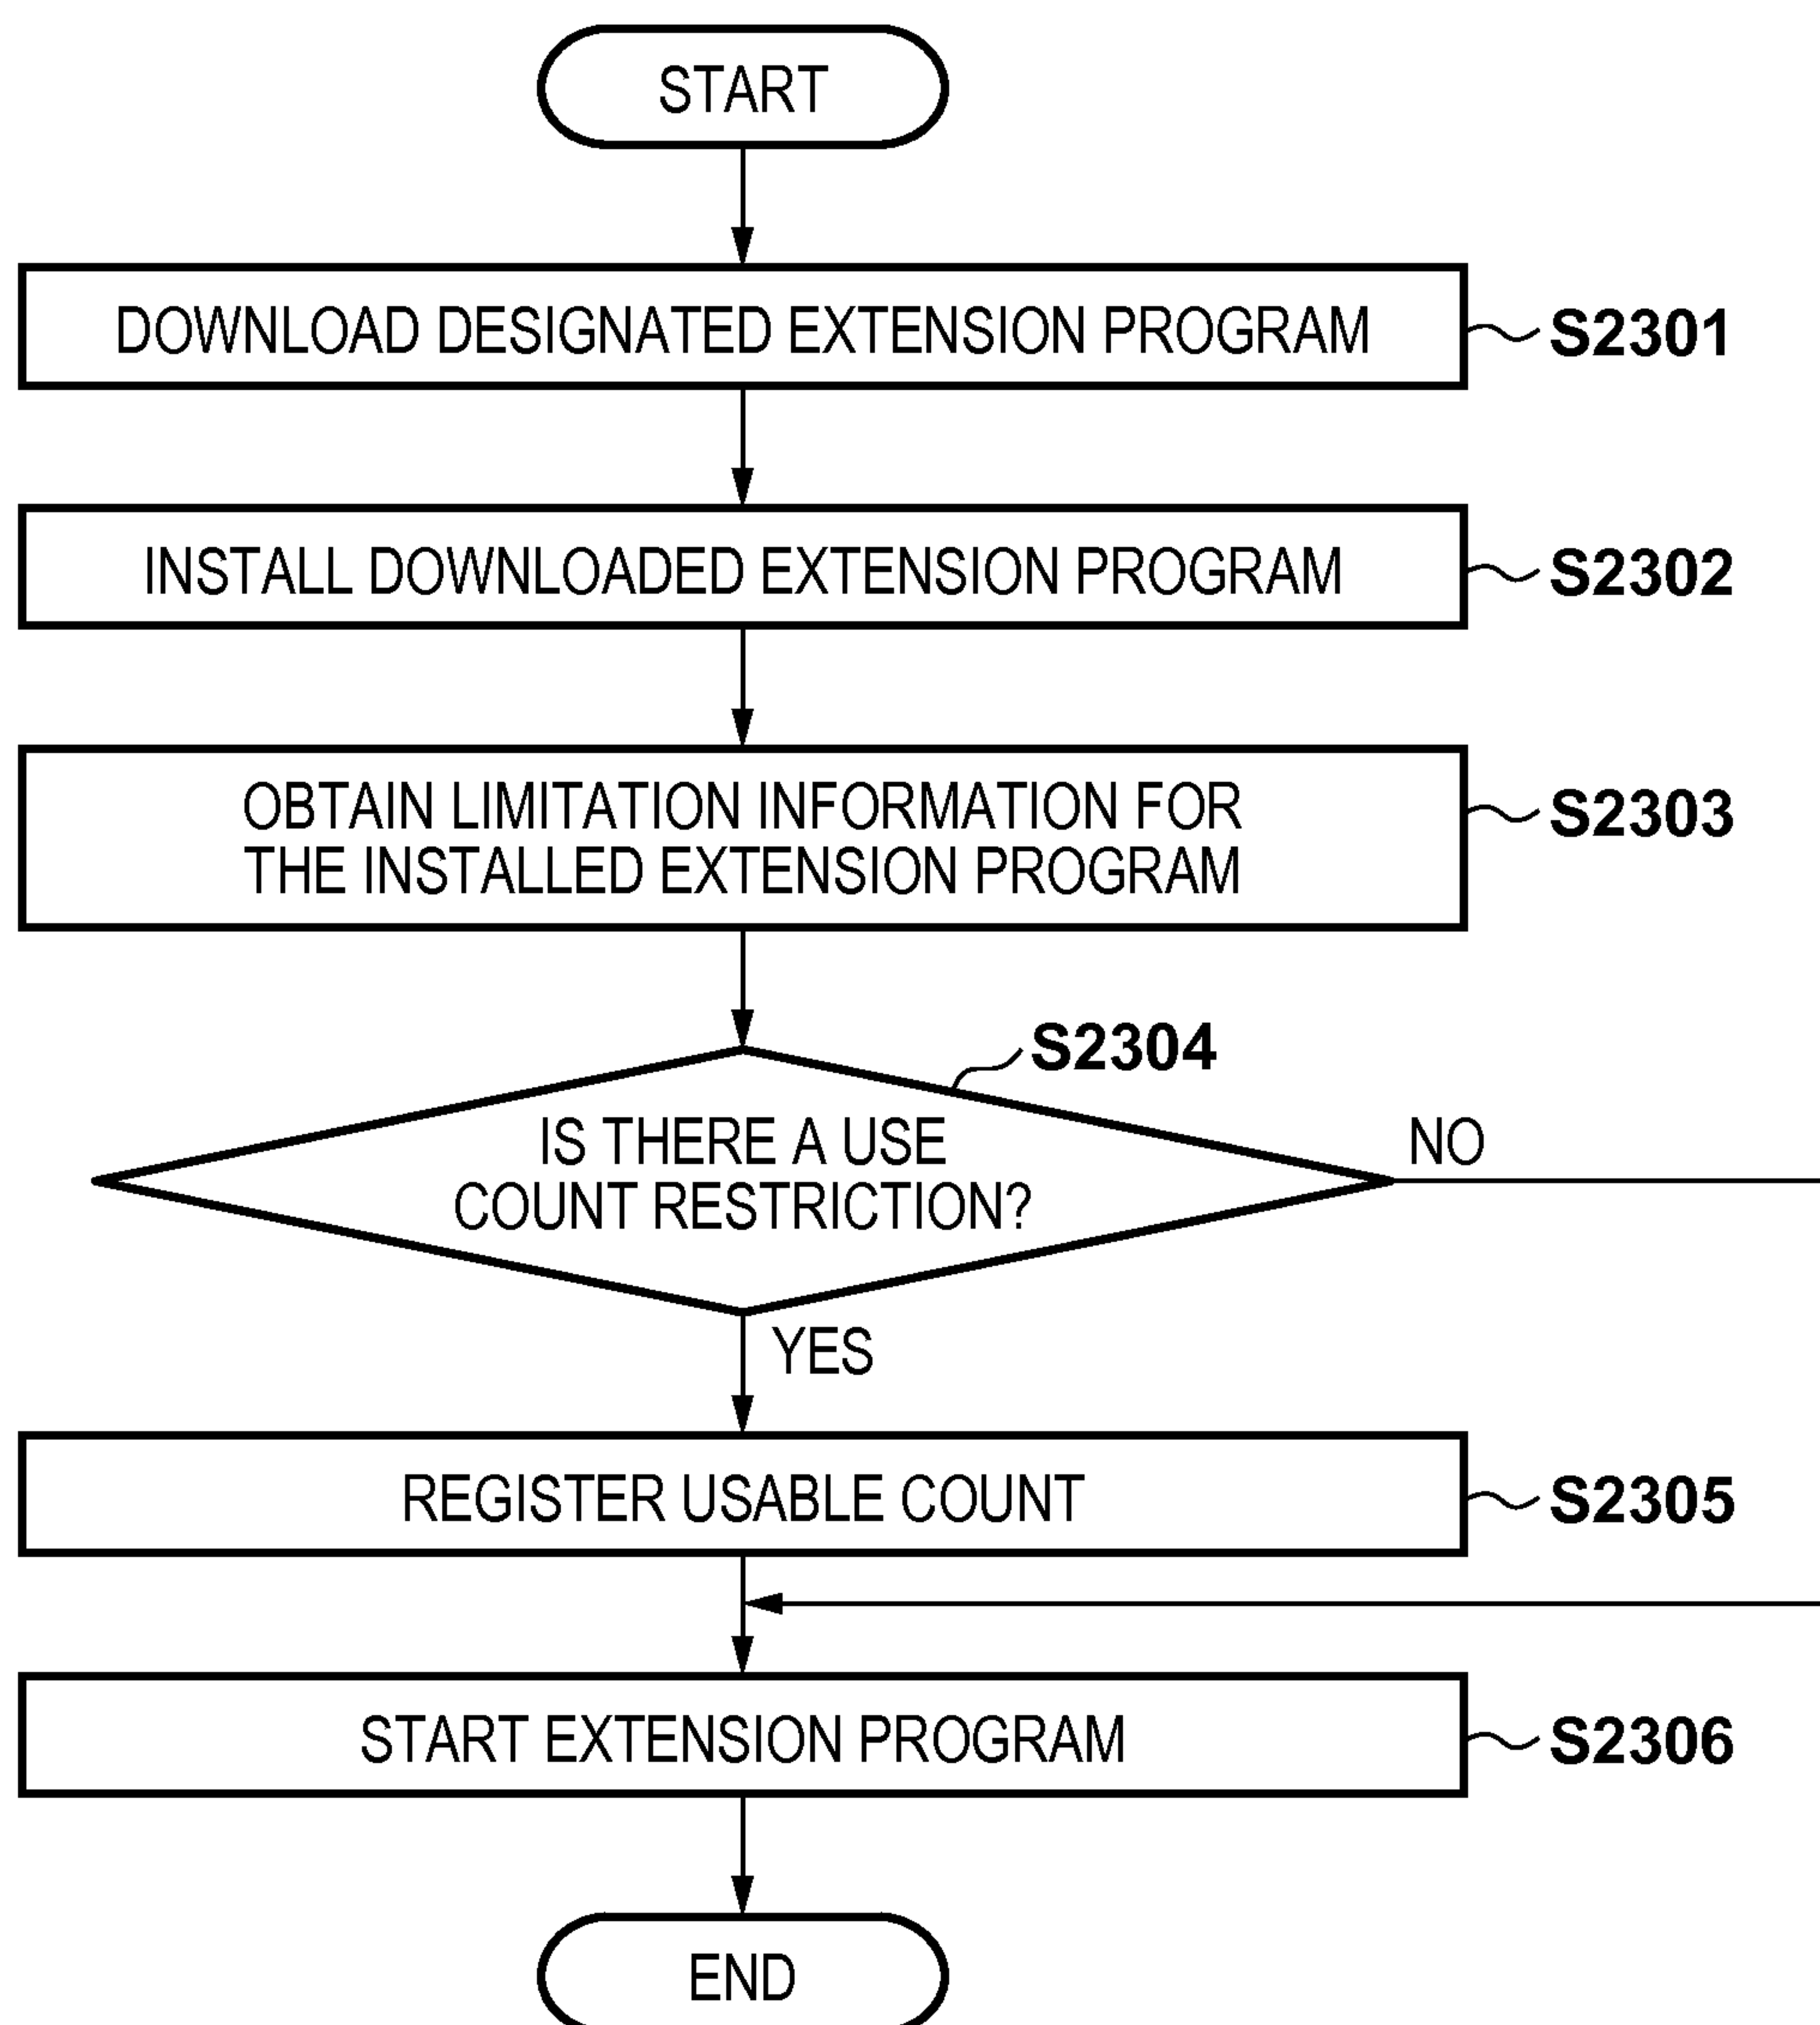 START
DOWNLOAD DESIGNATED EXTENSION PROGRAM
S2301
INSTALL DOWNLOADED EXTENSION PROGRAM
S2302
OBTAIN LIMITATION INFORMATION FOR
THE INSTALLED EXTENSION PROGRAM
S2303
S2304
IS THERE A USE
COUNT RESTRICTION?
NO
YES
REGISTER USABLE COUNT
S2305
START EXTENSION PROGRAM
S2306
END